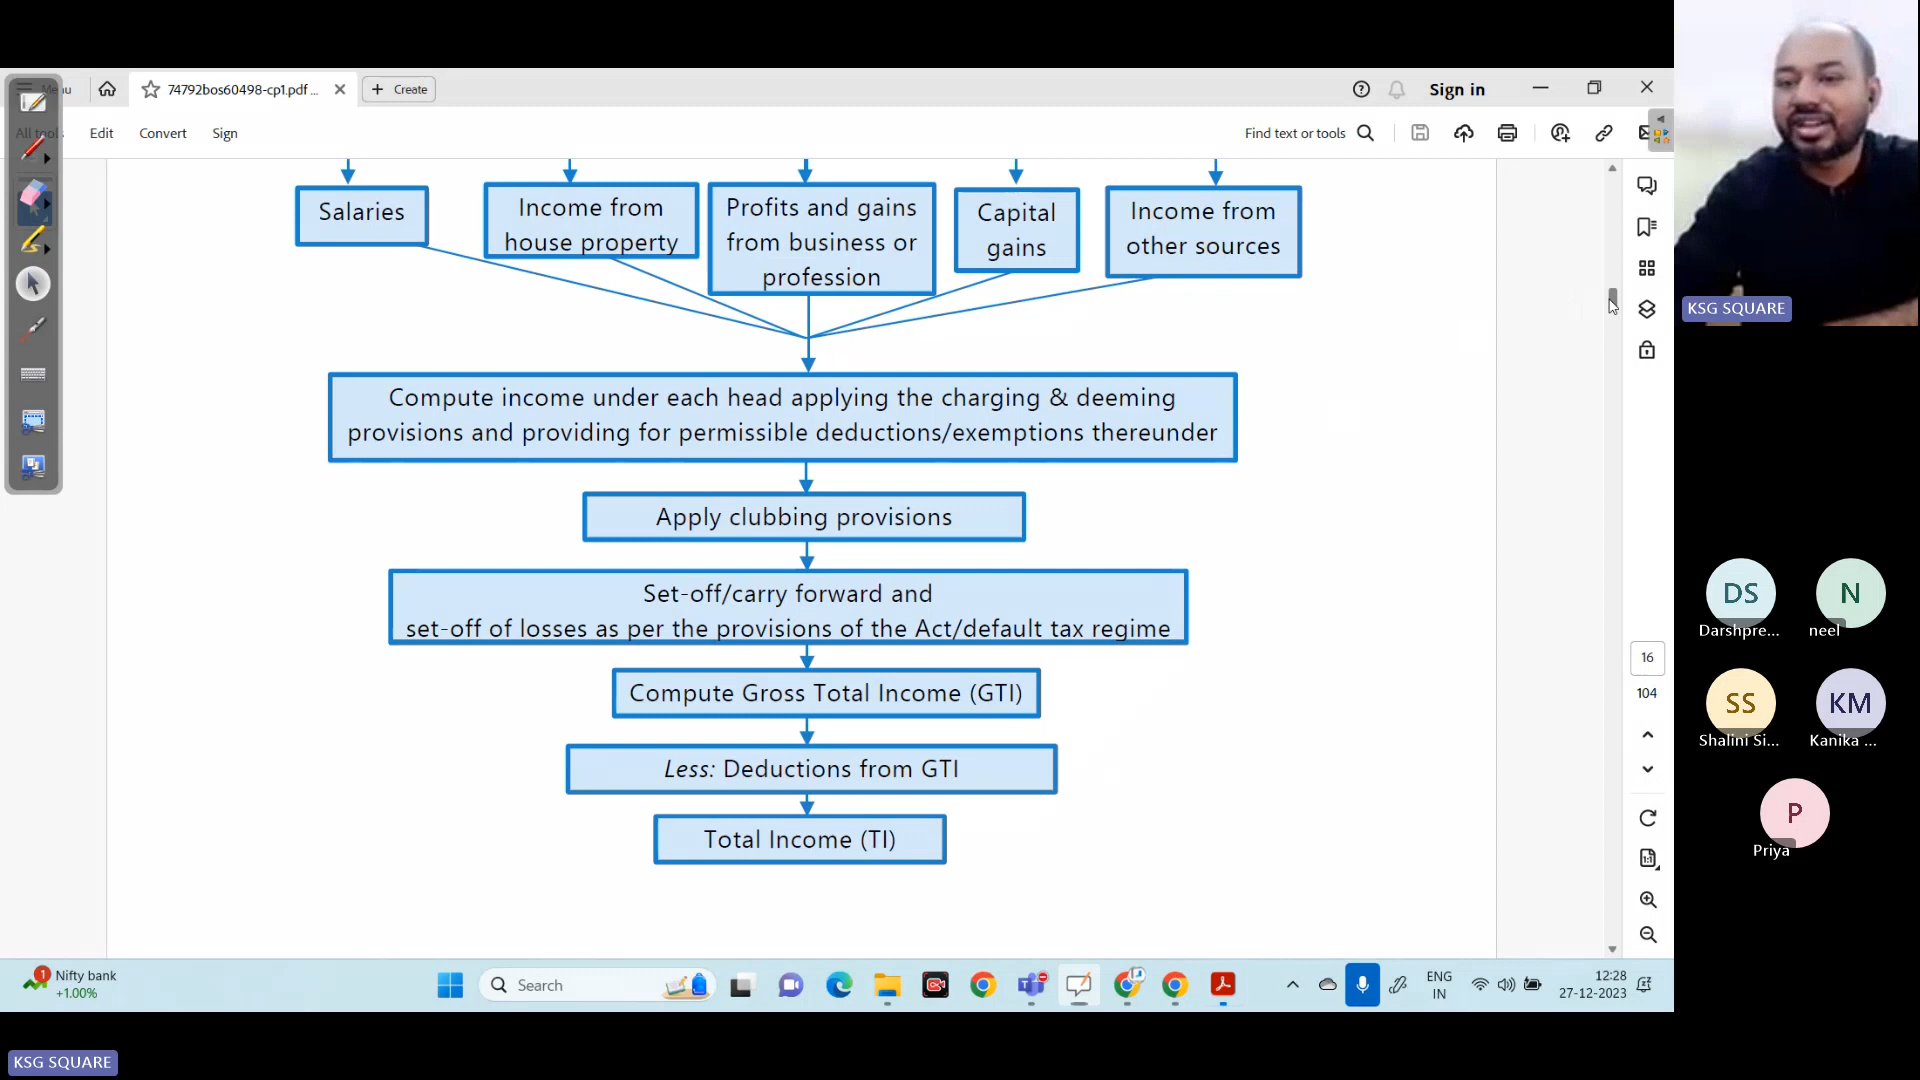 Menu
74792bos60498-cp1.pdf ...
Create
Sign in
All tools
Edit
Convert
Sign
Find text or tools
Salaries
Income from
house property
Profits and gains
from business or
profession
Capital
gains
Income from
other sources
Compute income under each head applying the charging & deeming
provisions and providing for permissible deductions/exemptions thereunder
Apply clubbing provisions
Set-off/carry forward and
set-off of losses as per the provisions of the Act/default tax regime
Compute Gross Total Income (GTI)
Less: Deductions from GTI
Total Income (TI)
16
104
KSG SQUARE
DS
Darshpre...
N
neel
SS
Shalini Si...
KM
Kanika ...
P
Priya
1
Nifty bank
+1.00%
Search
ENG
IN
12:28
27-12-2023
KSG SQUARE